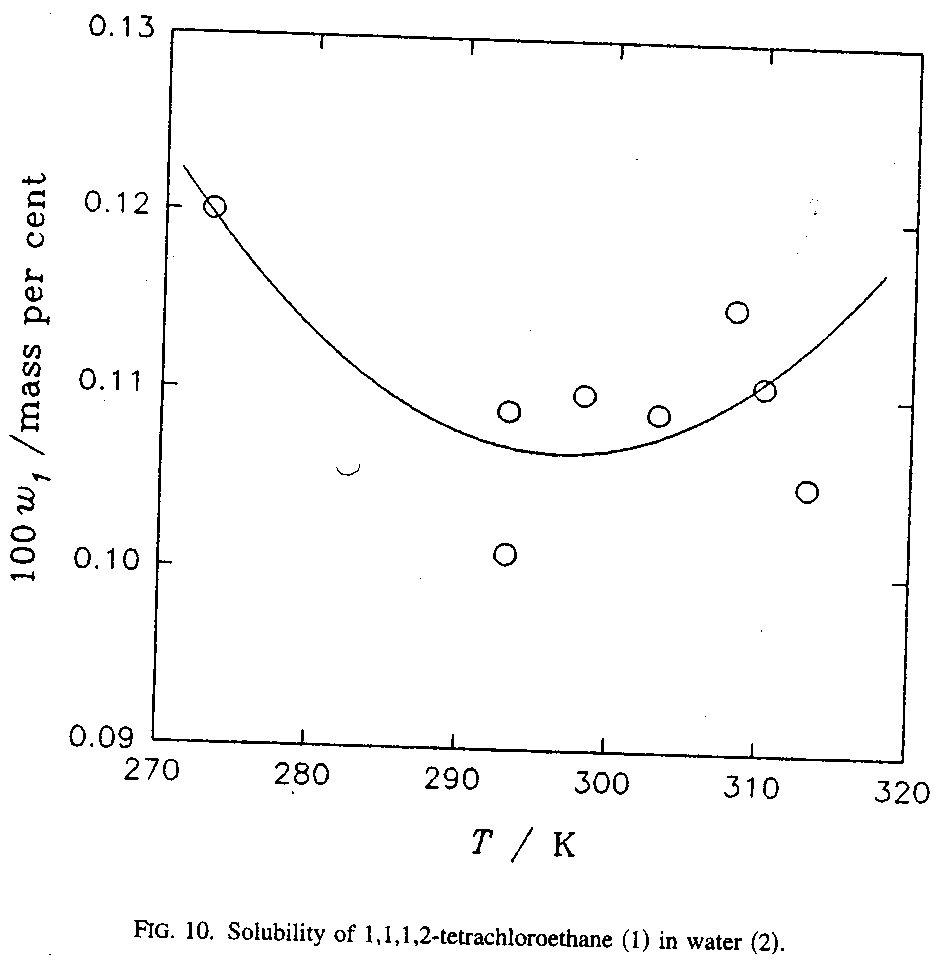 0.13
0.12
0.11
0.10
0.09
100 w1 /mass per cent
270 280 290 300 310 320
T / K
FIG. 10. Solubility of 1,1,1,2-tetrachloroethane (1) in water (2).